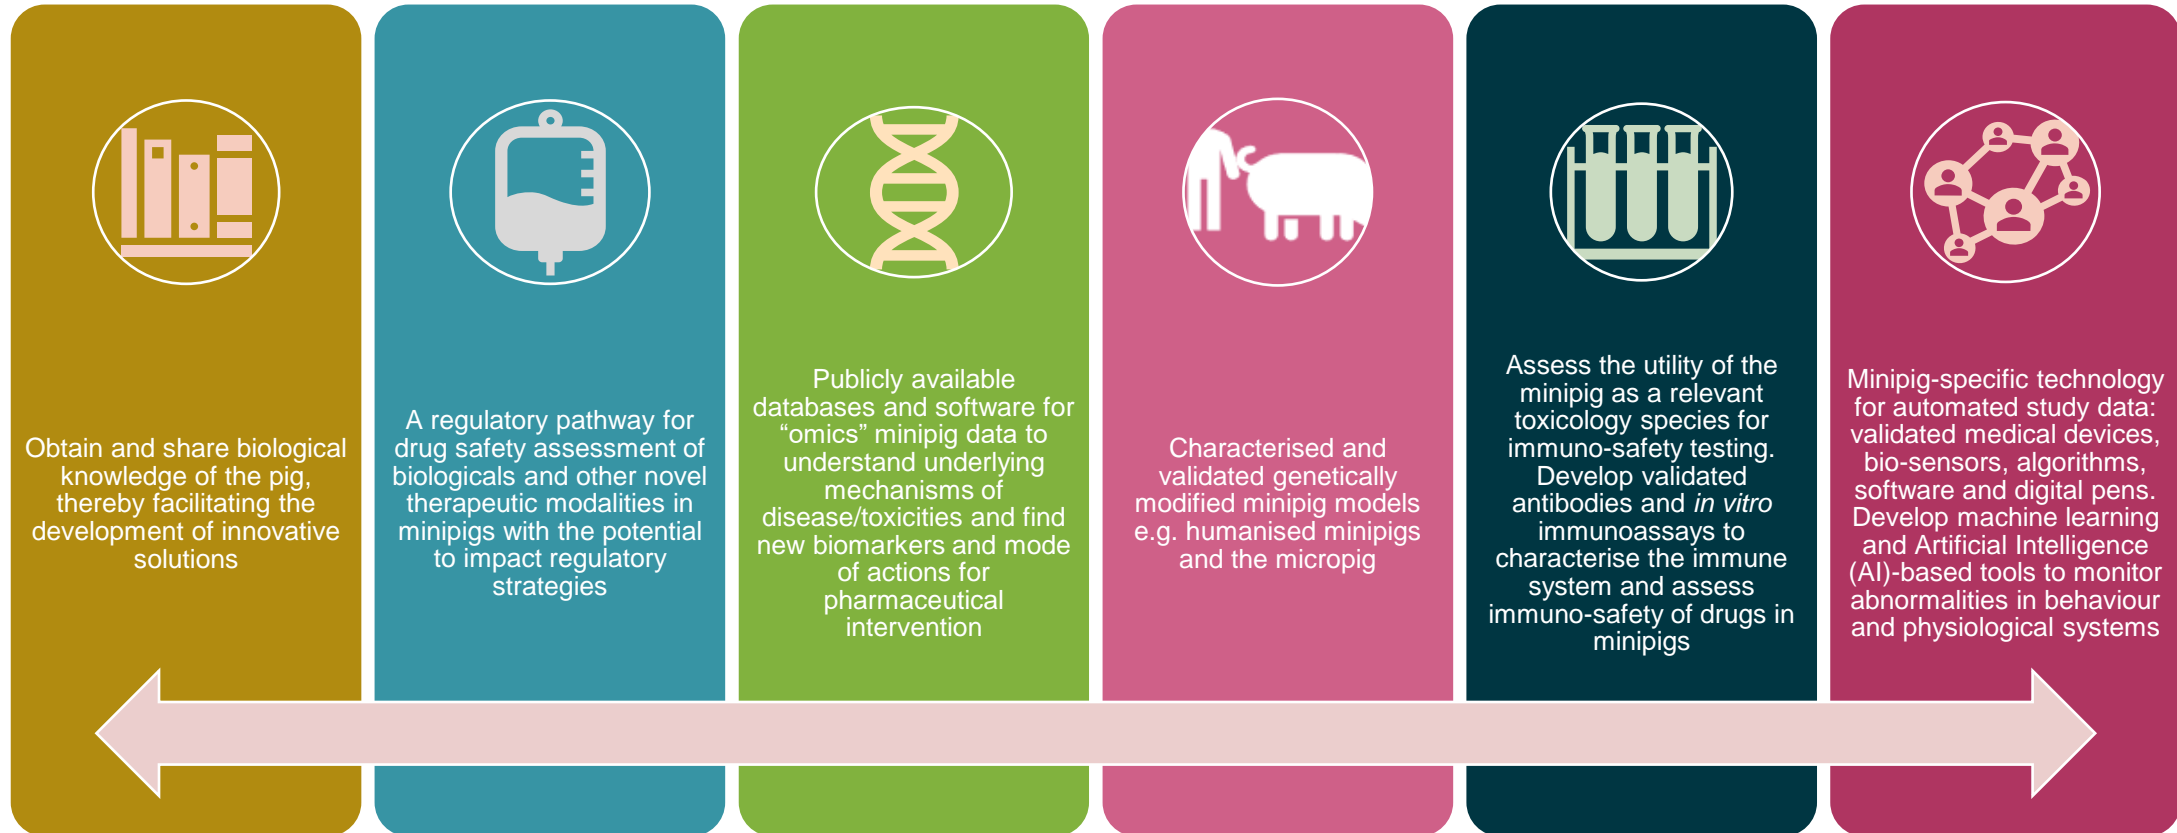 Obtain and share biological
knowledge of the pig,
thereby facilitating the
development of innovative
solutions
A regulatory pathway for
drug safety assessment of
biologicals and other novel
therapeutic modalities in
minipigs with the potential
to impact regulatory
strategies
Publicly available
databases and software for
“omics” minipig data to
understand underlying
mechanisms of
disease/toxicities and find
new biomarkers and mode
of actions for
pharmaceutical
intervention
Characterised and
validated genetically
modified minipig models
e.g. humanised minipigs
and the micropig
Assess the utility of the
minipig as a relevant
toxicology species for
immuno-safety testing.
Develop validated
antibodies and in vitro
immunoassays to
characterise the immune
system and assess
immuno-safety of drugs in
minipigs
Minipig-specific technology
for automated study data:
validated medical devices,
bio-sensors, algorithms,
software and digital pens.
Develop machine learning
and Artificial Intelligence
(AI)-based tools to monitor
abnormalities in behaviour
and physiological systems